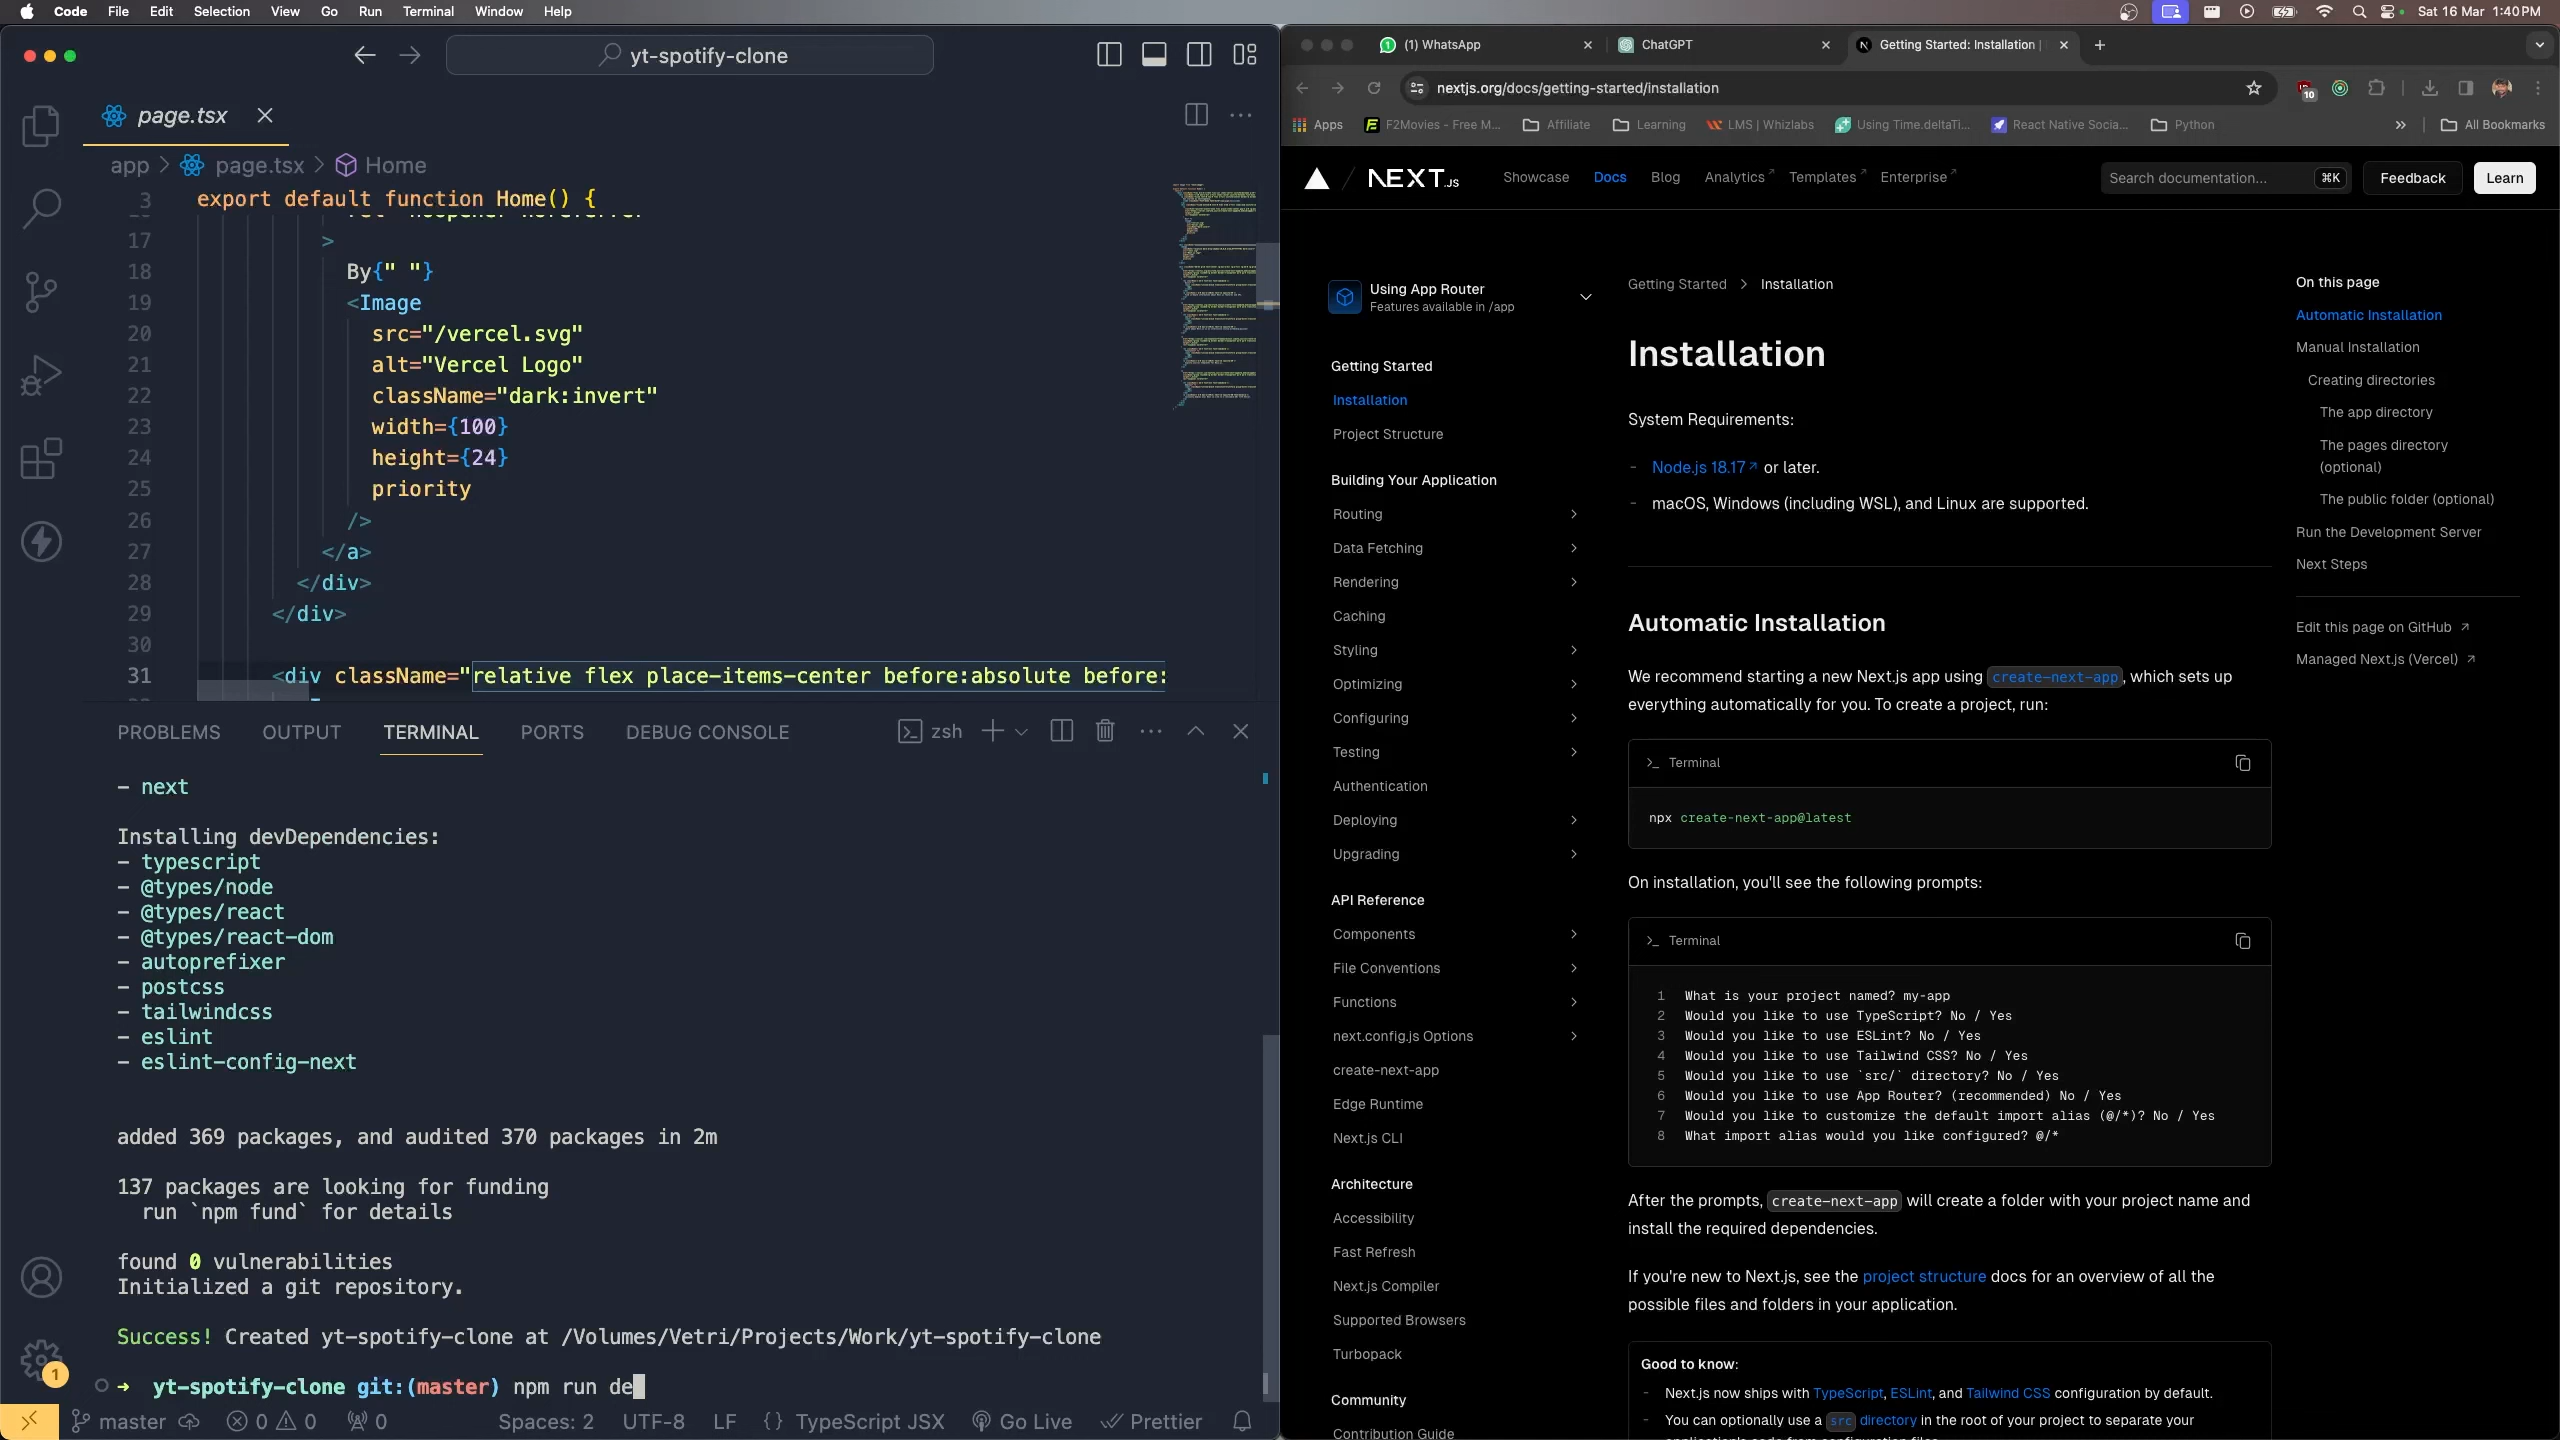 Code File Edit Selection View Go Run Terminal Window Help
Sat 16 Mar 1:40 PM
yt-spotify-clone
page.tsx
app > page.tsx > Home
3 export default function Home() {
17 >
18 By{" "}
19 <Image
20 src="/vercel.svg"
21 alt="Vercel Logo"
22 className="dark:invert"
23 width={100}
24 height={24}
25 priority
26 />
27 </a>
28 </div>
29 </div>
30
31 <div className="relative flex place-items-center before:absolute before:
PROBLEMS OUTPUT TERMINAL PORTS DEBUG CONSOLE zsh
- next
Installing devDependencies:
- typescript
- @types/node
- @types/react
- @types/react-dom
- autoprefixer
- postcss
- tailwindcss
- eslint
- eslint-config-next
added 369 packages, and audited 370 packages in 2m
137 packages are looking for funding
run `npm fund` for details
found 0 vulnerabilities
Initialized a git repository.
Success! Created yt-spotify-clone at /Volumes/Vetri/Projects/Work/yt-spotify-clone
1
➜ yt-spotify-clone git:(master) npm run de
master 0 0 0 Spaces: 2 UTF-8 LF {} TypeScript JSX Go Live Prettier
(1) WhatsApp
ChatGPT
Getting Started: Installation |
nextjs.org/docs/getting-started/installation
10
Apps F2Movies - Free M... Affiliate Learning LMS | Whizlabs Using Time.deltaTi... React Native Socia... Python » All Bookmarks
NEXT.JS Showcase Docs Blog Analytics Templates Enterprise Search documentation... ⌘K Feedback Learn
Using App Router
Features available in /app
Getting Started
Installation
Project Structure
Building Your Application
Routing
Data Fetching
Rendering
Caching
Styling
Optimizing
Configuring
Testing
Authentication
Deploying
Upgrading
API Reference
Components
File Conventions
Functions
next.config.js Options
create-next-app
Edge Runtime
Next.js CLI
Architecture
Accessibility
Fast Refresh
Next.js Compiler
Supported Browsers
Turbopack
Community
Contribution Guide
Getting Started > Installation
Installation
System Requirements:
- Node.js 18.17 or later.
- macOS, Windows (including WSL), and Linux are supported.
Automatic Installation
We recommend starting a new Next.js app using create-next-app, which sets up
everything automatically for you. To create a project, run:
Terminal
npx create-next-app@latest
On installation, you'll see the following prompts:
Terminal
1 What is your project named? my-app
2 Would you like to use TypeScript? No / Yes
3 Would you like to use ESLint? No / Yes
4 Would you like to use Tailwind CSS? No / Yes
5 Would you like to use `src/` directory? No / Yes
6 Would you like to use App Router? (recommended) No / Yes
7 Would you like to customize the default import alias (@/*)? No / Yes
8 What import alias would you like configured? @/*
After the prompts, create-next-app will create a folder with your project name and
install the required dependencies.
If you're new to Next.js, see the project structure docs for an overview of all the
possible files and folders in your application.
Good to know:
- Next.js now ships with TypeScript, ESLint, and Tailwind CSS configuration by default.
- You can optionally use a src directory in the root of your project to separate your
On this page
Automatic Installation
Manual Installation
Creating directories
The app directory
The pages directory
(optional)
The public folder (optional)
Run the Development Server
Next Steps
Edit this page on GitHub
Managed Next.js (Vercel)